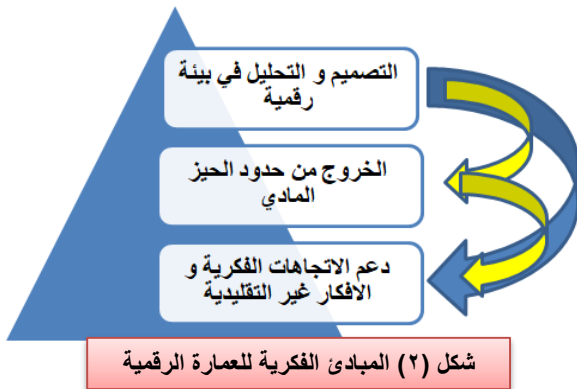 التصميم و التحليل في بيئة
رقمية
الخروج من حدود الحيز
المادي
دعم الاتجاهات الفكرية و
الافكار غير التقليدية
شكل (٢) المبادئ الفكرية للعمارة الرقمية